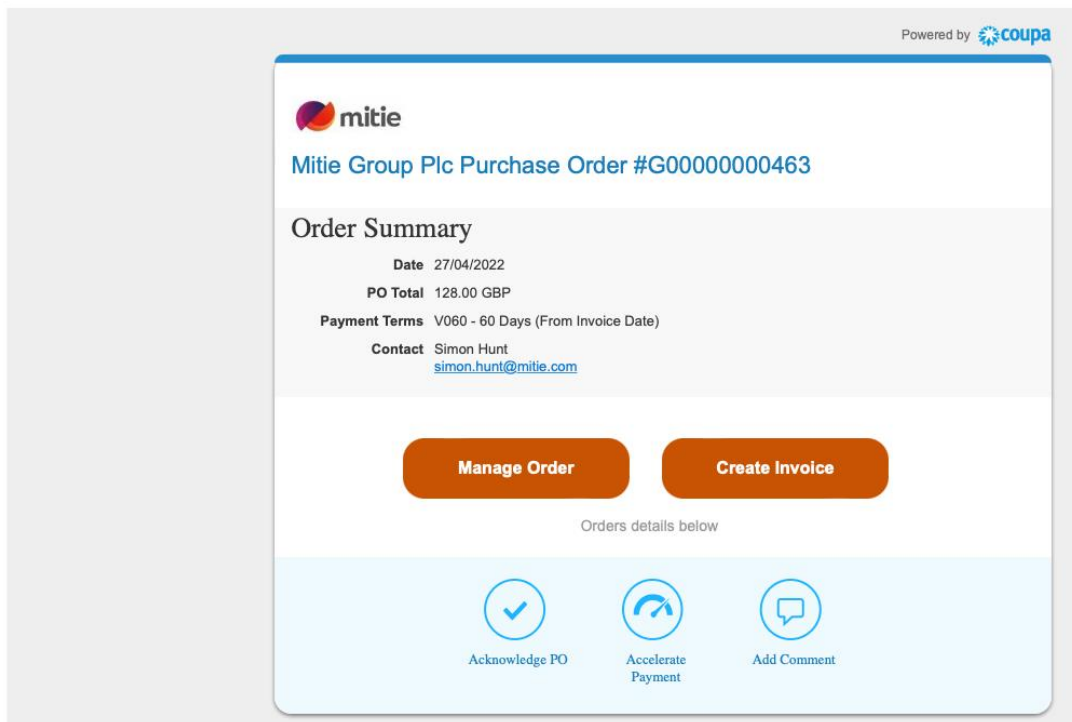 Powered by coupa
mitie
Mitie Group Plc Purchase Order #G00000000463
Order Summary
Date 27/04/2022
PO Total 128.00 GBP
Payment Terms V060 - 60 Days (From Invoice Date)
Contact Simon Hunt
simon.hunt@mitie.com
Manage Order Create Invoice
Orders details below
Acknowledge PO Accelerate Add Comment
Payment